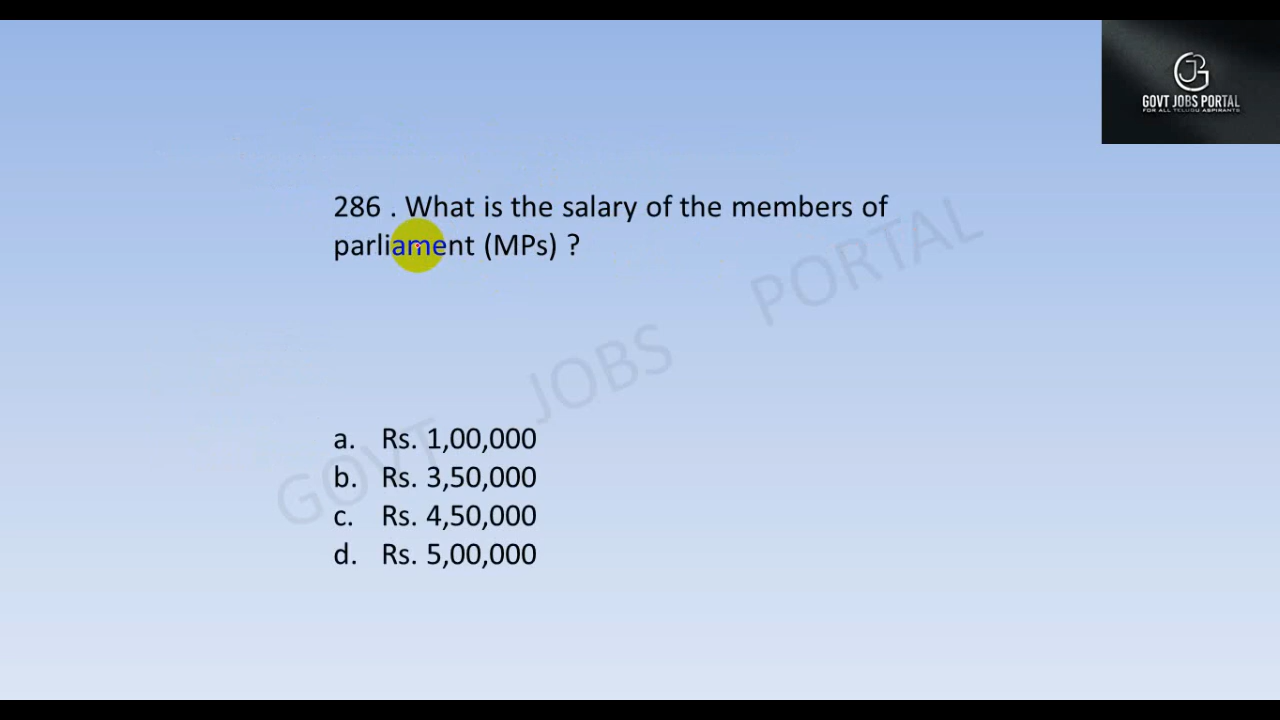 GOVT JOBS PORTAL
FOR ALL TELUGU ASPIRANTS
286 . What is the salary of the members of
parliament (MPs) ?
GOVT JOBS PORTAL
a. Rs. 1,00,000
b. Rs. 3,50,000
c. Rs. 4,50,000
d. Rs. 5,00,000